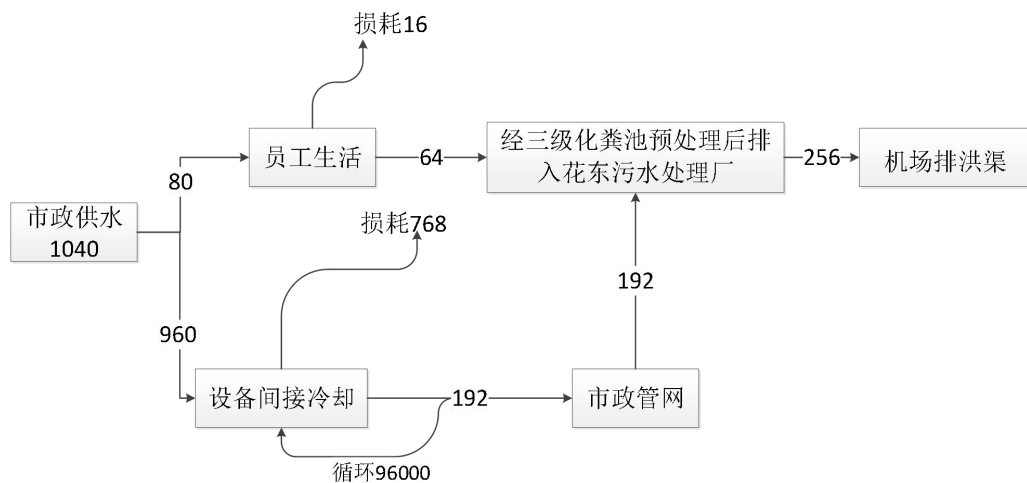 损耗16
员工生活
64
经三级化粪池预处理后排
入花东污水处理厂
256
机场排洪渠
80
市政供水
1040
损耗768
192
960
设备间接冷却
192
市政管网
循环96000